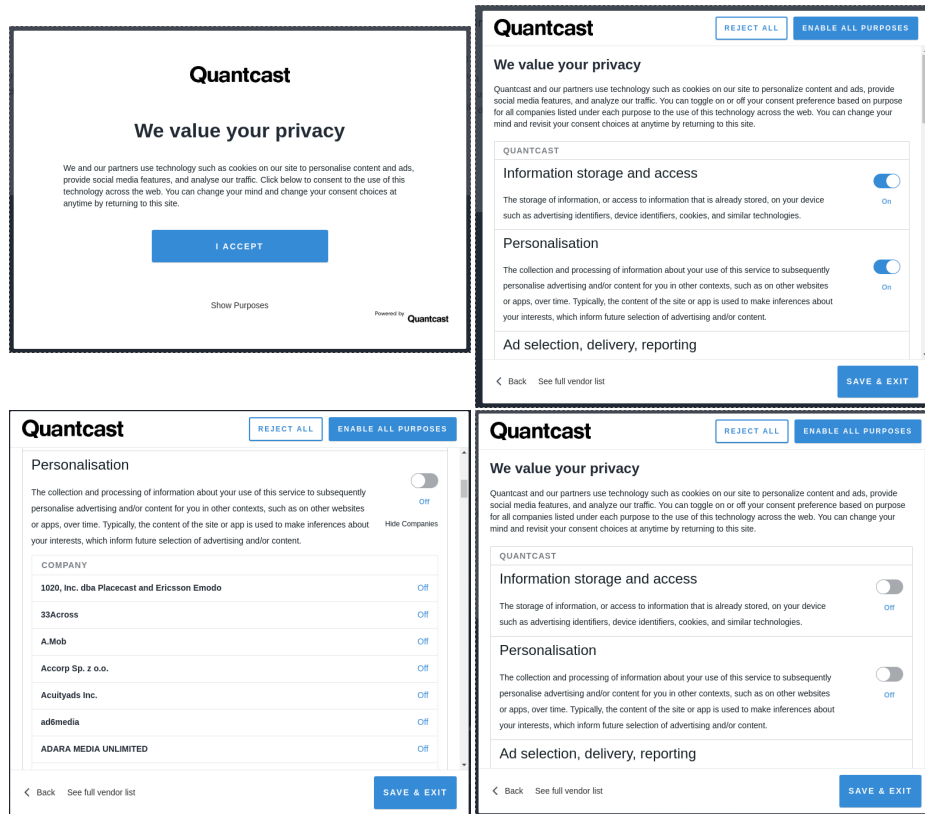 Quantcast
We value your privacy
We and our partners use technology such as cookies on our site to personalise content and ads,
provide social media features, and analyse our traffic. Click below to consent to the use of this
technology across the web. You can change your mind and change your consent choices at
anytime by returning to this site.
I ACCEPT
Show Purposes
Powered by Quantcast
Quantcast
REJECT ALL
ENABLE ALL PURPOSES
We value your privacy
Quantcast and our partners use technology such as cookies on our site to personalize content and ads, provide
social media features, and analyze our traffic. You can toggle on or off your consent preference based on purpose
for all companies listed under each purpose to the use of this technology across the web. You can change your
mind and revisit your consent choices at anytime by returning to this site.
QUANTCAST
Information storage and access
The storage of information, or access to information that is already stored, on your device
such as advertising identifiers, device identifiers, cookies, and similar technologies.
On
Personalisation
The collection and processing of information about your use of this service to subsequently
personalise advertising and/or content for you in other contexts, such as on other websites
or apps, over time. Typically, the content of the site or app is used to make inferences about
your interests, which inform future selection of advertising and/or content.
On
Ad selection, delivery, reporting
Back
See full vendor list
SAVE & EXIT
Quantcast
REJECT ALL
ENABLE ALL PURPOSES
Personalisation
The collection and processing of information about your use of this service to subsequently
personalise advertising and/or content for you in other contexts, such as on other websites
or apps, over time. Typically, the content of the site or app is used to make inferences about
your interests, which inform future selection of advertising and/or content.
Off
Hide Companies
COMPANY
1020, Inc. dba Placecast and Ericsson Emodo Off
33Across Off
A.Mob Off
Accorp Sp. z o.o. Off
Acuityads Inc. Off
ad6media Off
ADARA MEDIA UNLIMITED Off
Back
See full vendor list
SAVE & EXIT
Quantcast
REJECT ALL
ENABLE ALL PURPOSES
We value your privacy
Quantcast and our partners use technology such as cookies on our site to personalize content and ads, provide
social media features, and analyze our traffic. You can toggle on or off your consent preference based on purpose
for all companies listed under each purpose to the use of this technology across the web. You can change your
mind and revisit your consent choices at anytime by returning to this site.
QUANTCAST
Information storage and access
The storage of information, or access to information that is already stored, on your device
such as advertising identifiers, device identifiers, cookies, and similar technologies.
Off
Personalisation
The collection and processing of information about your use of this service to subsequently
personalise advertising and/or content for you in other contexts, such as on other websites
or apps, over time. Typically, the content of the site or app is used to make inferences about
your interests, which inform future selection of advertising and/or content.
Off
Ad selection, delivery, reporting
Back
See full vendor list
SAVE & EXIT